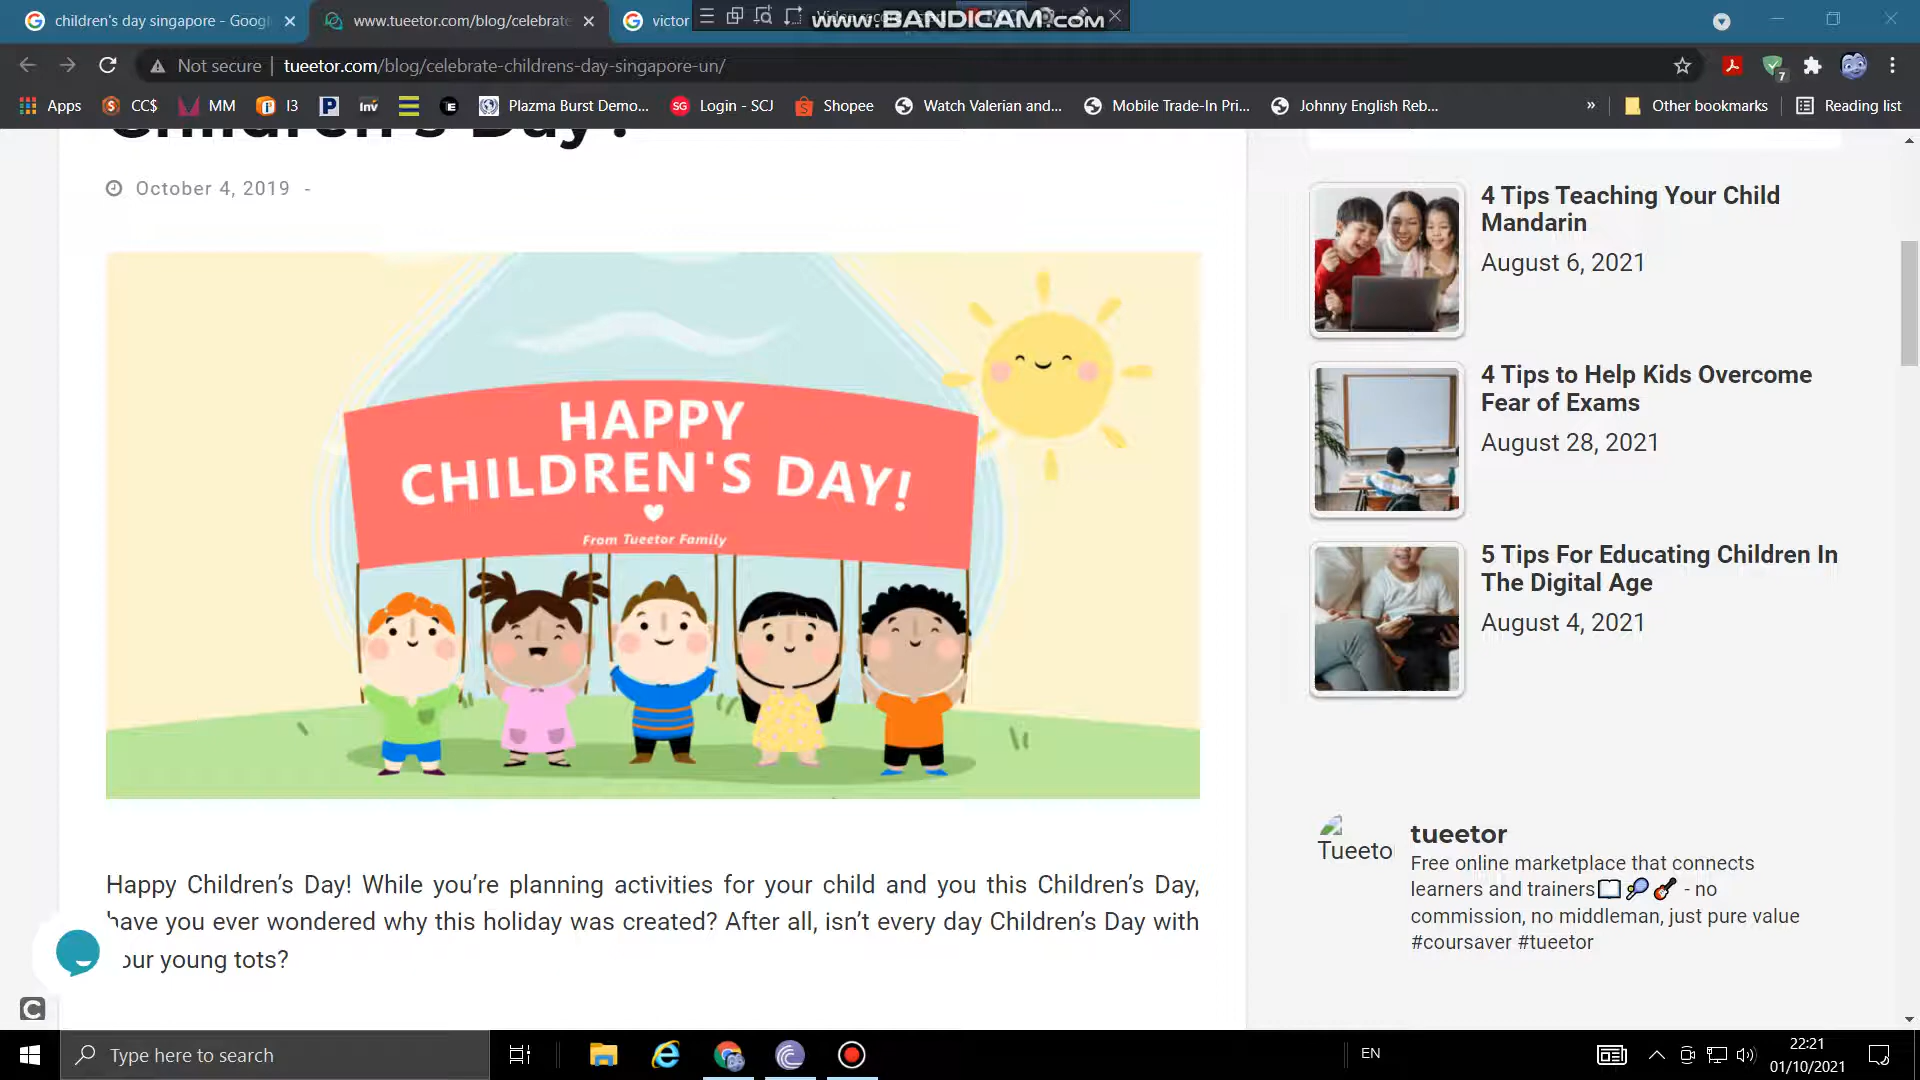 children's day singapore - Googl
www.tueetor.com/blog/celebrate
victor
www.BANDICAM.com
Not secure
tueetor.com/blog/celebrate-childrens-day-singapore-un/
7
Apps
CC$
MM
I3
Plazma Burst Demo...
Login - SCJ
Shopee
Watch Valerian and...
Mobile Trade-In Pri...
Johnny English Reb...
»
Other bookmarks
Reading list
Children's Day?
October 4, 2019 -
HAPPY
CHILDREN'S DAY!
From Tueetor Family
Happy Children's Day! While you're planning activities for your child and you this Children's Day,
have you ever wondered why this holiday was created? After all, isn't every day Children's Day with
your young tots?
4 Tips Teaching Your Child
Mandarin
August 6, 2021
4 Tips to Help Kids Overcome
Fear of Exams
August 28, 2021
5 Tips For Educating Children In
The Digital Age
August 4, 2021
Tueeto
tueetor
Free online marketplace that connects
learners and trainers📖🎾🎸 - no
commission, no middleman, just pure value
#coursaver #tueetor
Type here to search
EN
22:21
01/10/2021